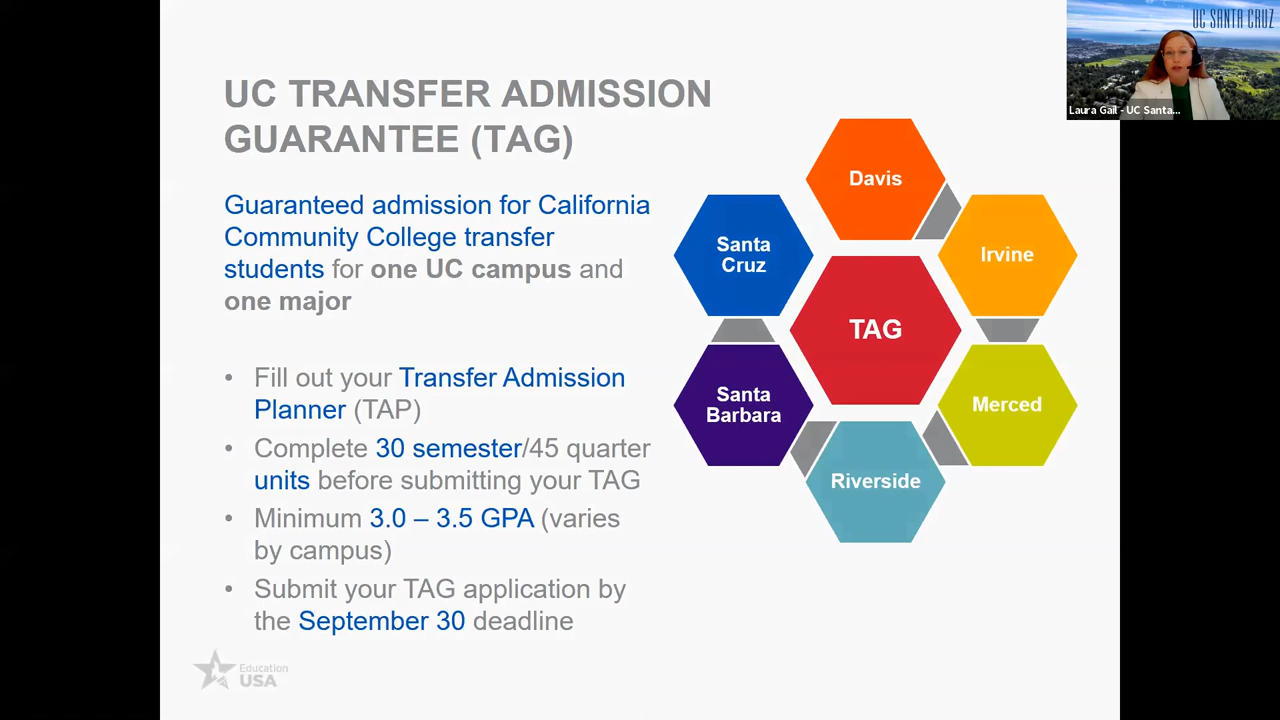 UC TRANSFER ADMISSION
GUARANTEE (TAG)
Guaranteed admission for California
Community College transfer
students for one UC campus and
one major
• Fill out your Transfer Admission
Planner (TAP)
• Complete 30 semester/45 quarter
units before submitting your TAG
• Minimum 3.0 – 3.5 GPA (varies
by campus)
• Submit your TAG application by
the September 30 deadline
Davis
Santa
Cruz
Irvine
TAG
Santa
Barbara
Merced
Riverside
Education
USA
UC SANTA CRUZ
Laura Gail - UC Santa...